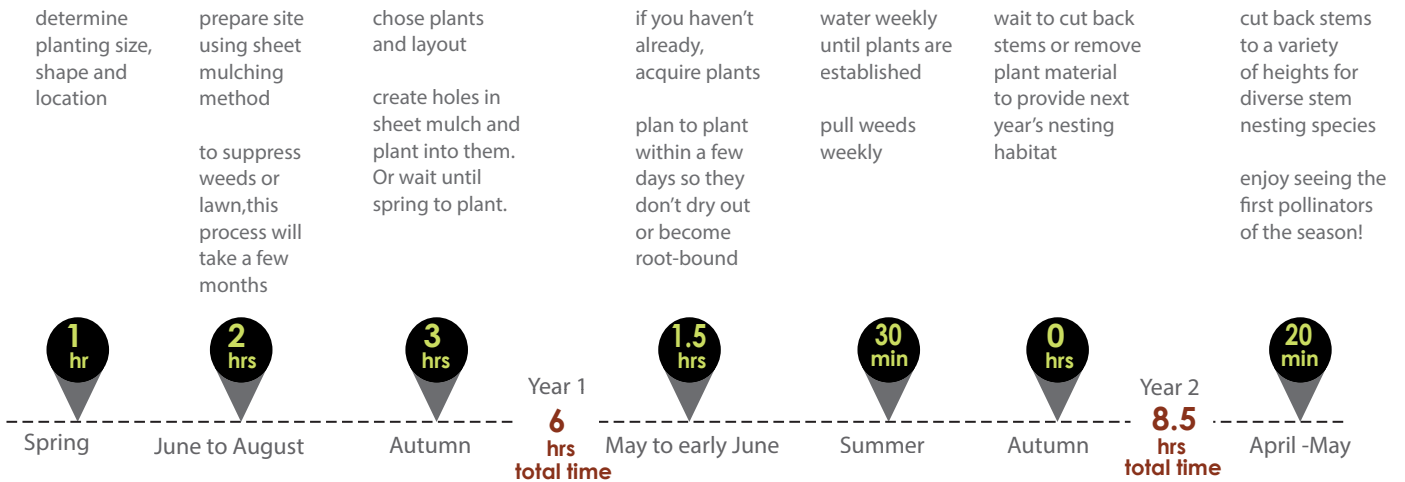 determine
planting size,
shape and
location
prepare site
using sheet
mulching
method
to suppress
weeds or
lawn,this
process will
take a few
months
chose plants
and layout
create holes in
sheet mulch and
plant into them.
Or wait until
spring to plant.
if you haven't
already,
acquire plants
plan to plant
within a few
days so they
don't dry out
or become
root-bound
water weekly
until plants are
established
pull weeds
weekly
wait to cut back
stems or remove
plant material
to provide next
year's nesting
habitat
cut back stems
to a variety
of heights for
diverse stem
nesting species
enjoy seeing the
first pollinators
of the season!
1
hr
2
hrs
3
hrs
1.5
hrs
30
min
0
hrs
20
min
Spring
June to August
Autumn
Year 1
6
hrs
total time
May to early June
Summer
Autumn
Year 2
8.5
hrs
total time
April -May